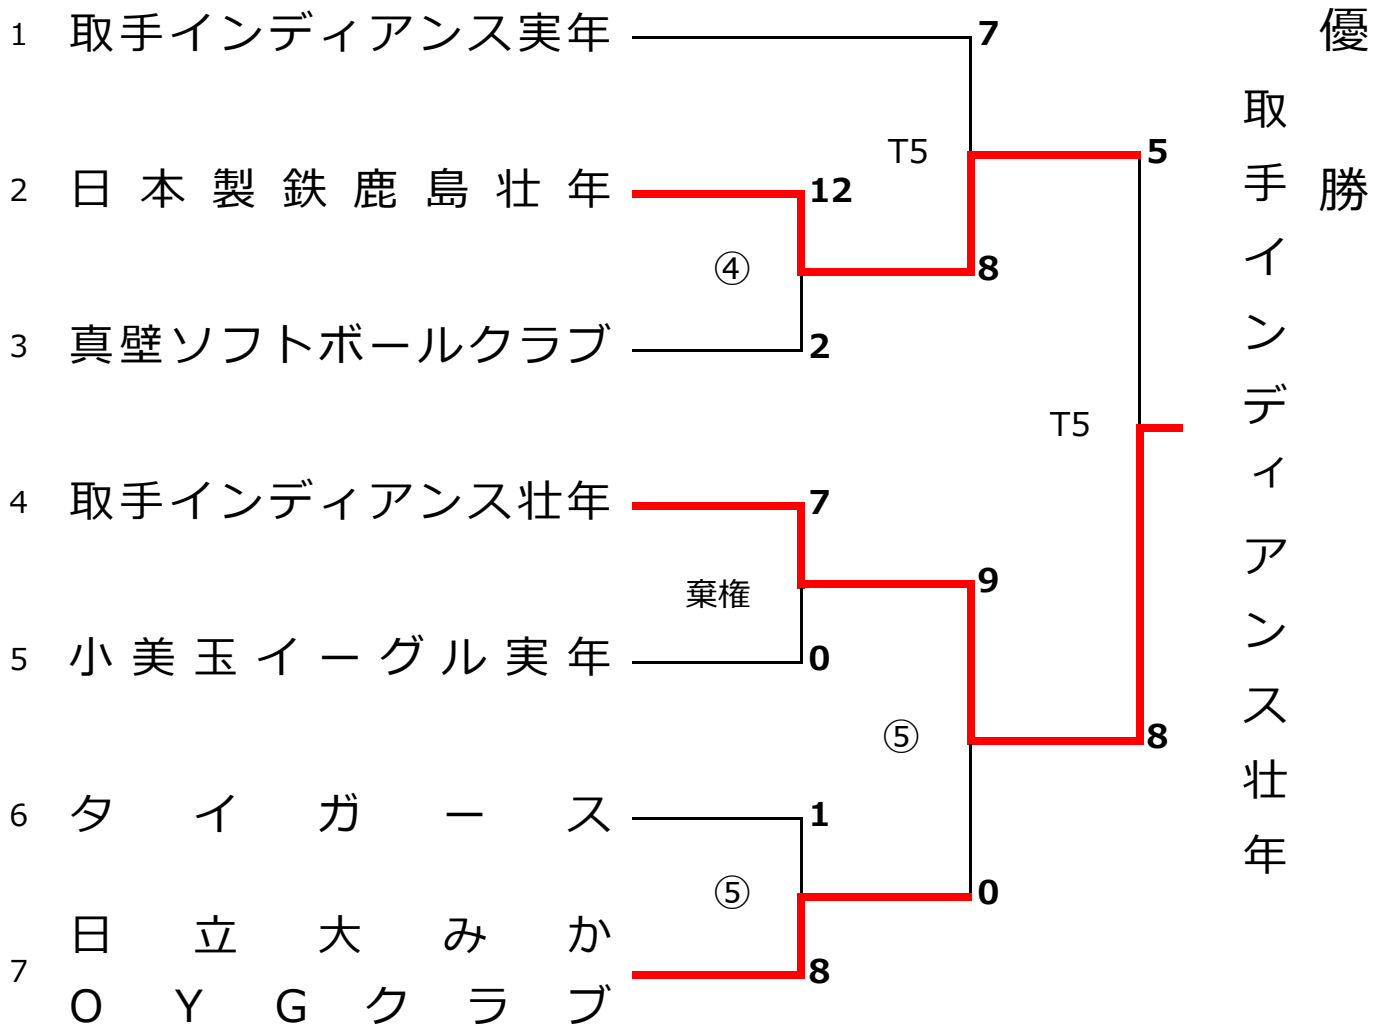 1 取手インディアンス実年
7
T5
2 日本製鉄鹿島壮年
12
5
④
8
3 真壁ソフトボールクラブ
2
T5
4 取手インディアンス壮年
7
棄権
9
5 小美玉イーグル実年
0
⑤
8
6 タイガース
1
⑤
0
7 日立大みか
OYGクラブ
8
優勝
取手インディアンス壮年